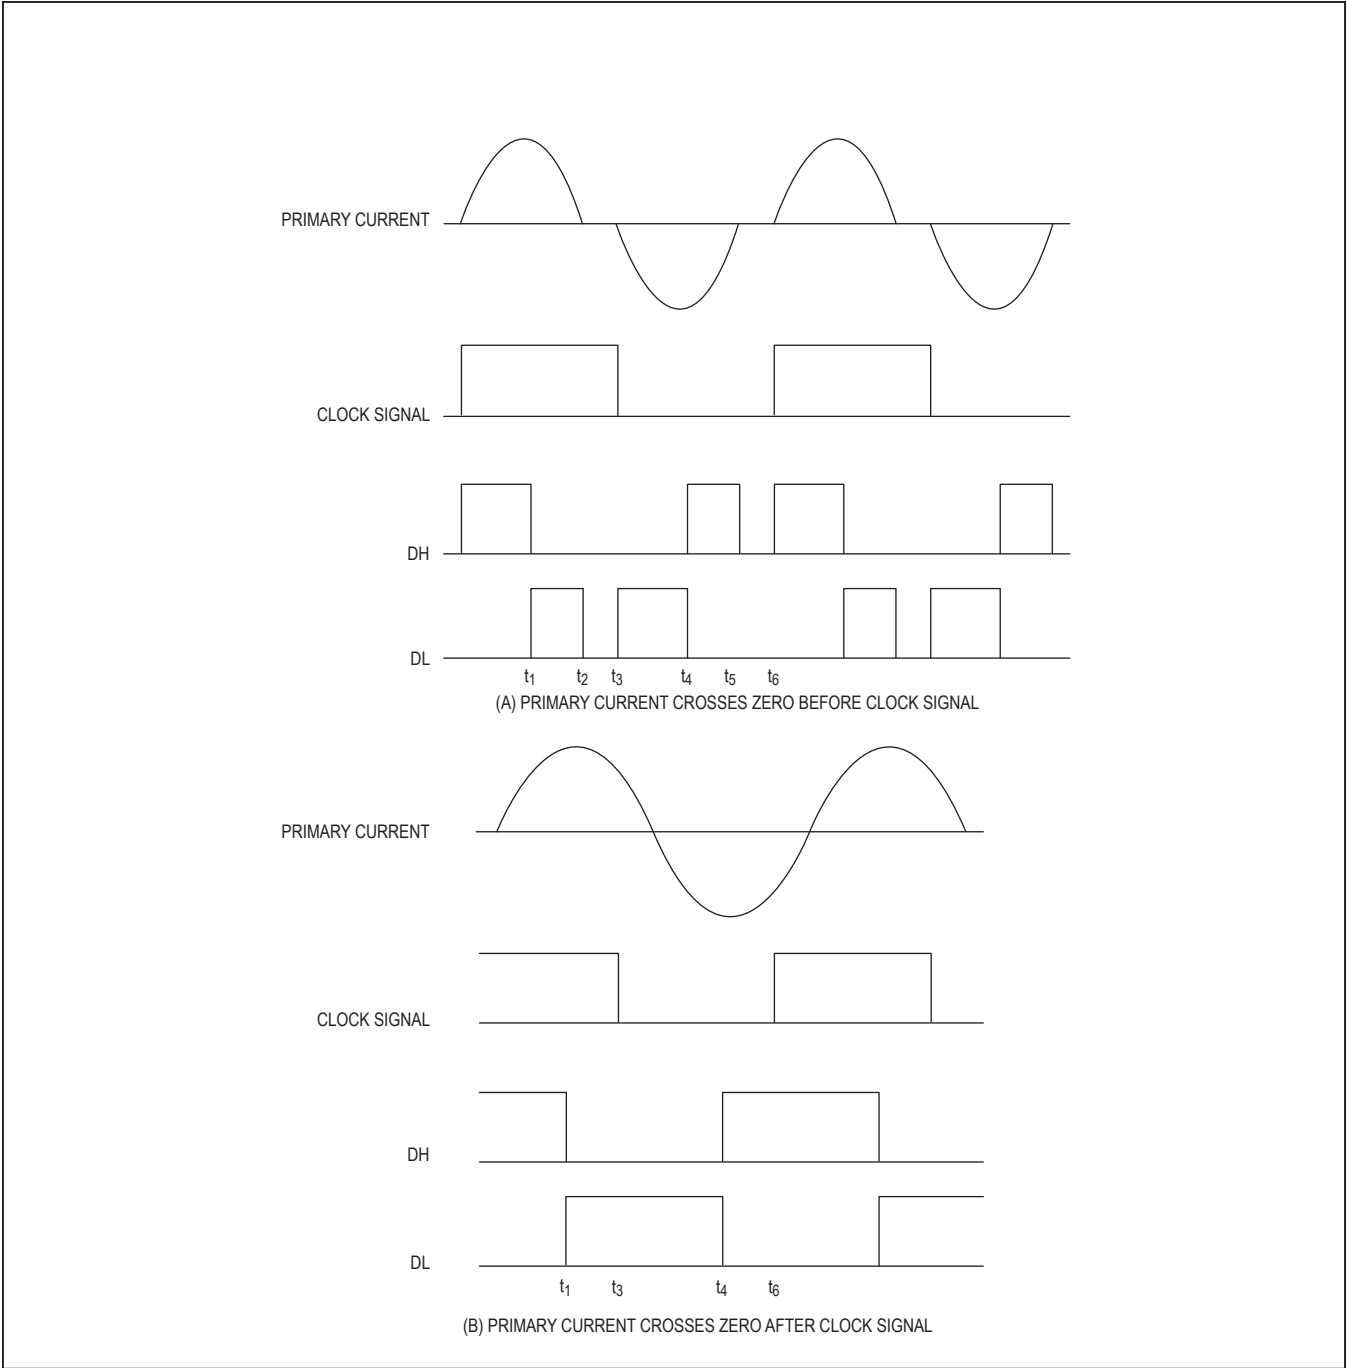 PRIMARY CURRENT
CLOCK SIGNAL
DH
DL
t1 t2 t3 t4 t5 t6
(A) PRIMARY CURRENT CROSSES ZERO BEFORE CLOCK SIGNAL
PRIMARY CURRENT
CLOCK SIGNAL
DH
DL
t1 t3 t4 t6
(B) PRIMARY CURRENT CROSSES ZERO AFTER CLOCK SIGNAL